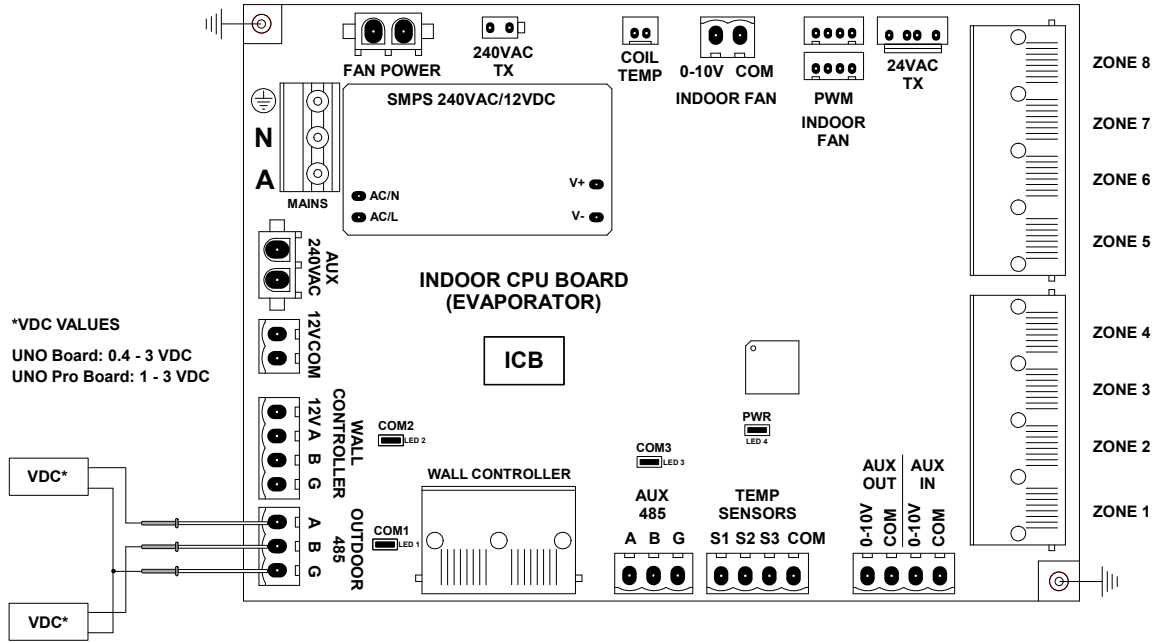 FAN POWER
240VAC
TX
COIL
TEMP
0-10V COM
INDOOR FAN
PWM
INDOOR
FAN
24VAC
TX
ZONE 8
ZONE 7
ZONE 6
ZONE 5
ZONE 4
ZONE 3
ZONE 2
ZONE 1
N
A
MAINS
SMPS 240VAC/12VDC
AC/N
AC/L
V+
V-
AUX
240VAC
12V COM
INDOOR CPU BOARD
(EVAPORATOR)
ICB
*VDC VALUES
UNO Board: 0.4 - 3 VDC
UNO Pro Board: 1 - 3 VDC
12V A B G
WALL
CONTROLLER
COM2
LED 2
PWR
LED 4
COM3
LED 3
VDC*
VDC*
A B G
OUTDOOR
485
COM1
LED 1
WALL CONTROLLER
AUX
485
A B G
TEMP
SENSORS
S1 S2 S3 COM
AUX
OUT
AUX
IN
0-10V
COM
0-10V
COM